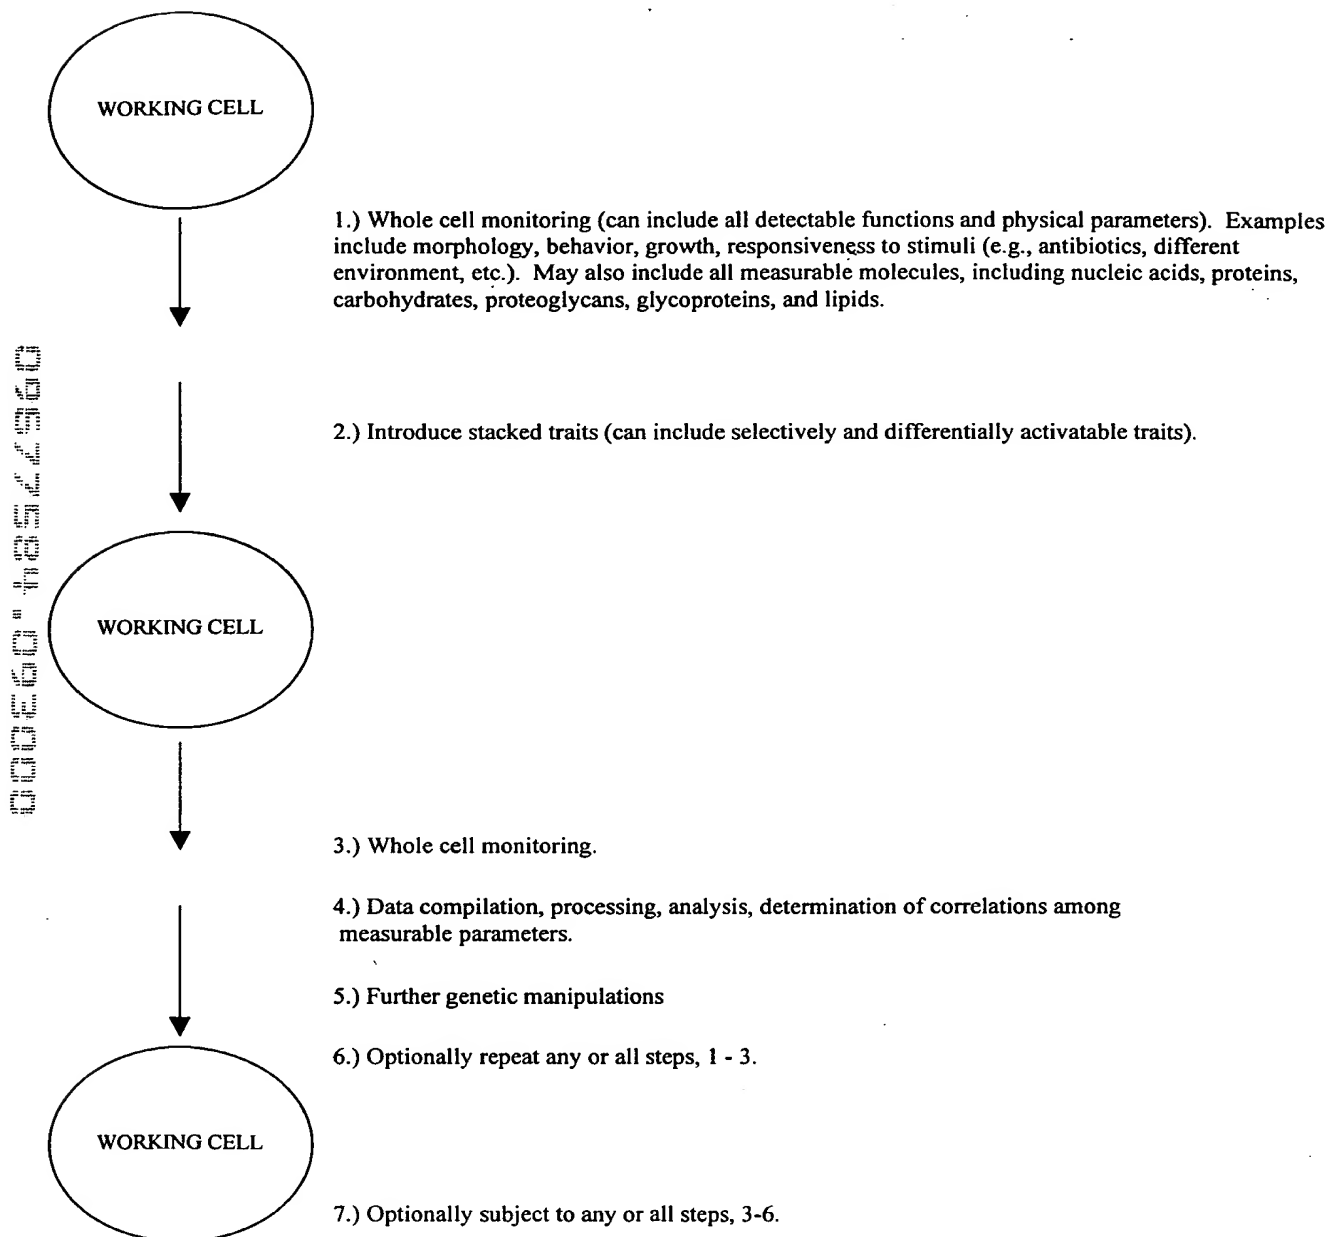 WORKING CELL
1.) Whole cell monitoring (can include all detectable functions and physical parameters). Examples
include morphology, behavior, growth, responsiveness to stimuli (e.g., antibiotics, different
environment, etc.). May also include all measurable molecules, including nucleic acids, proteins,
carbohydrates, proteoglycans, glycoproteins, and lipids.
2.) Introduce stacked traits (can include selectively and differentially activatable traits).
09677584.093000
WORKING CELL
3.) Whole cell monitoring.
4.) Data compilation, processing, analysis, determination of correlations among
measurable parameters.
5.) Further genetic manipulations
6.) Optionally repeat any or all steps, 1 - 3.
WORKING CELL
7.) Optionally subject to any or all steps, 3-6.